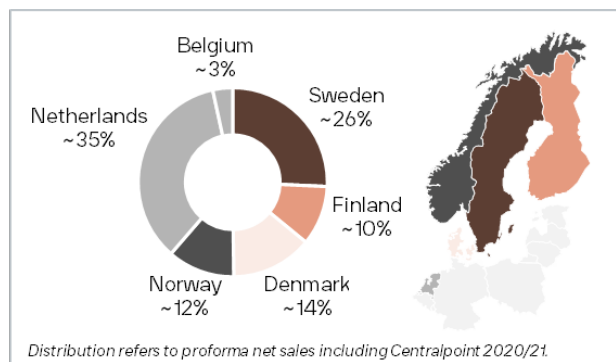 Belgium
~3%
Sweden
~26%
Netherlands
~35%
Finland
~10%
Norway
~12%
Denmark
~14%
Distribution refers to proforma net sales including Centralpoint 2020/21.